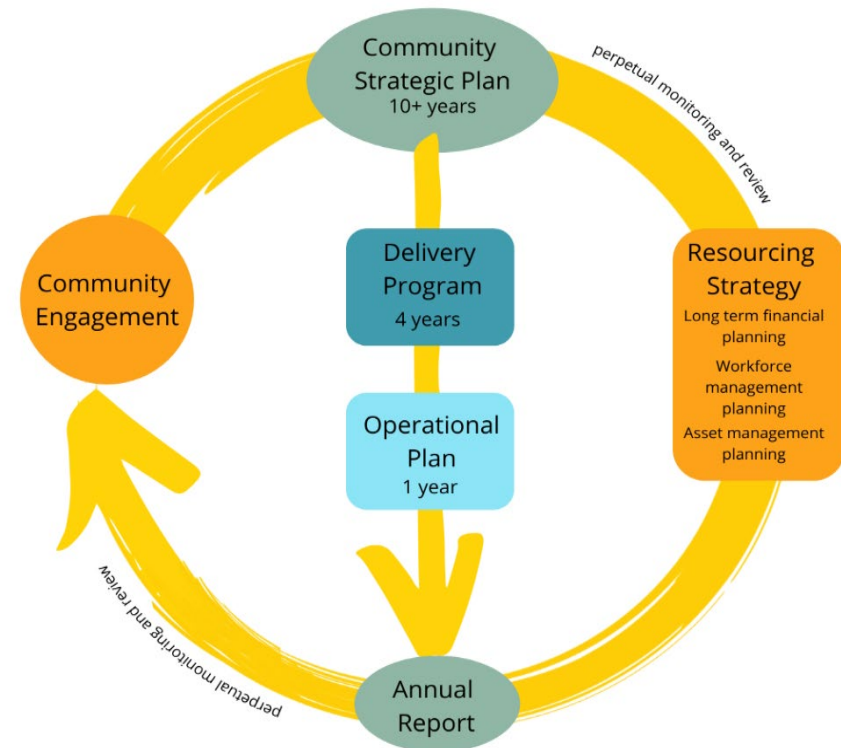 Community
Strategic Plan
10+ years
perpetual monitoring and review
Community
Engagement
Delivery
Program
4 years
Resourcing
Strategy
Long term financial
planning
Workforce
management
planning
Asset management
planning
Operational
Plan
1 year
perpetual monitoring and review
Annual
Report